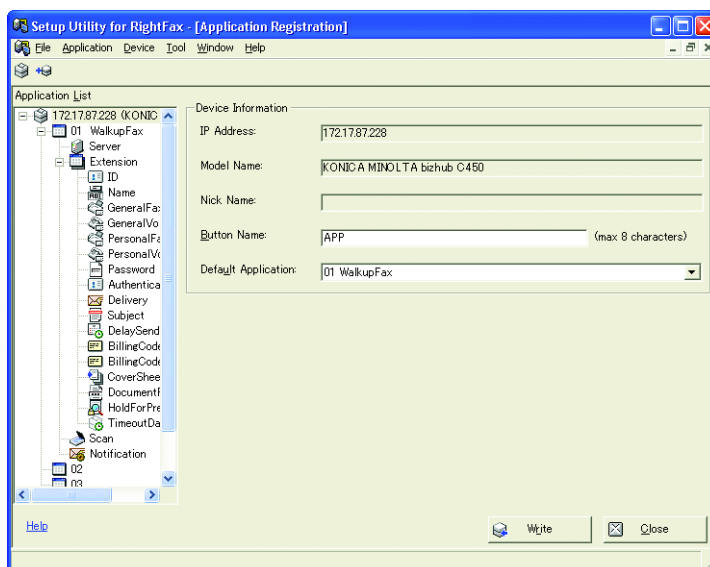 Setup Utility for RightFax - [Application Registration]
File Application Device Tool Window Help
Application List
172.17.87.228 (KONIC
01 WalkupFax
Server
Extension
ID
Name
GeneralFa
GeneralVo
PersonalFa
PersonalVo
Password
Authentica
Delivery
Subject
DelaySend
BillingCode
BillingCode
CoverShee
DocumentF
HoldForPre
TimeoutDa
Scan
Notification
02
03
Device Information
IP Address: 172.17.87.228
Model Name: KONICA MINOLTA bizhub C450
Nick Name:
Button Name: APP (max 8 characters)
Default Application: 01 WalkupFax
Help
Write Close